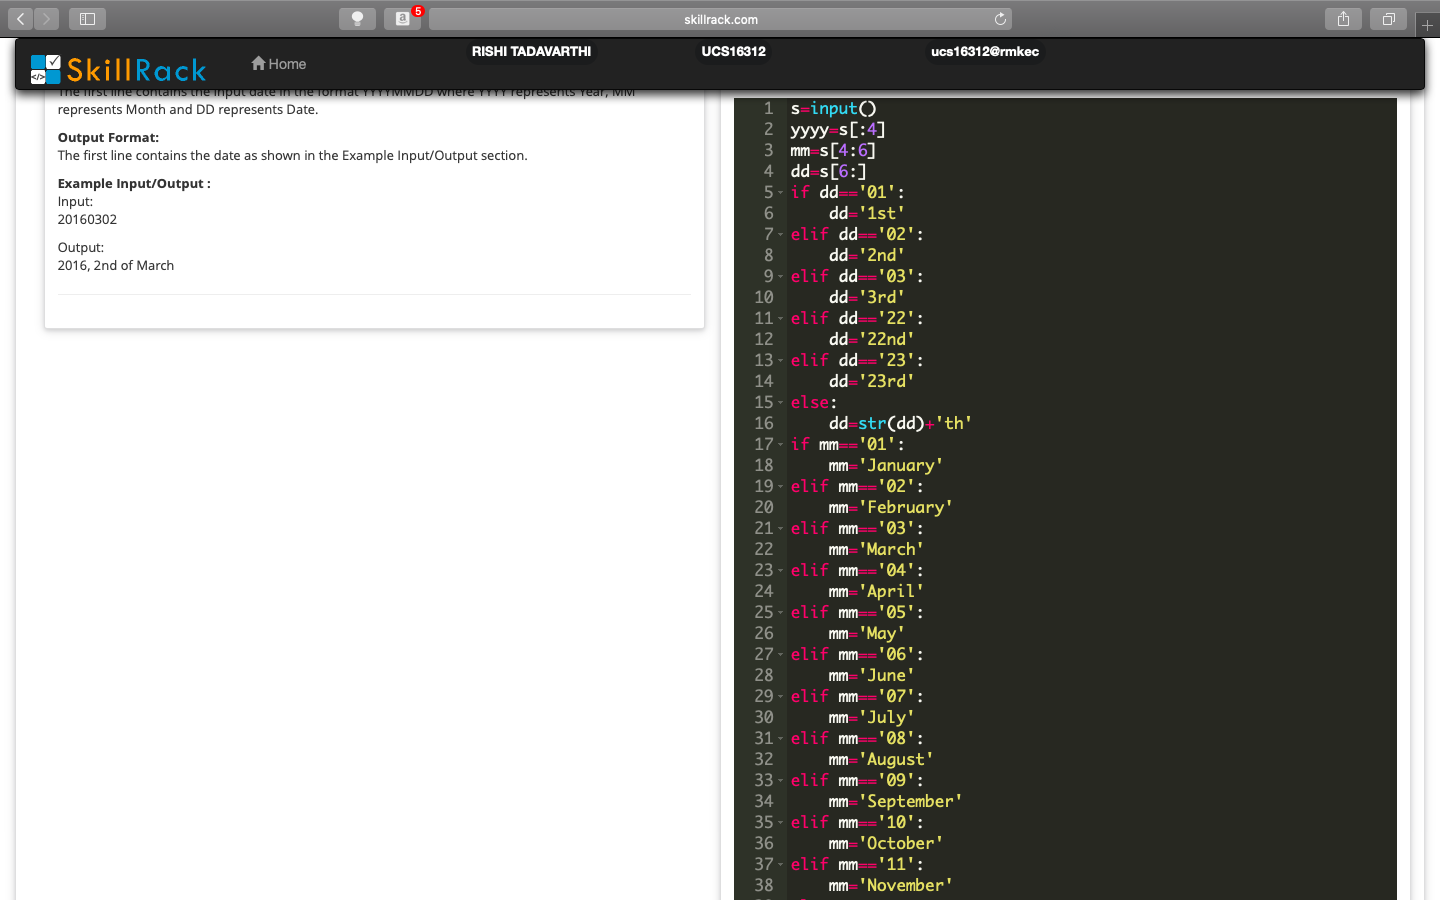 5
skillrack.com
SkillRack
Home
RISHI TADAVARTHI
UCS16312
ucs16312@rmkec
The first line contains the input date in the format YYYYMMDD where YYYY represents Year, MM
represents Month and DD represents Date.
Output Format:
The first line contains the date as shown in the Example Input/Output section.
Example Input/Output :
Input:
20160302
Output:
2016, 2nd of March
1 s=input()
2 yyyy=s[:4]
3 mm=s[4:6]
4 dd=s[6:]
5 if dd=='01':
6     dd='1st'
7 elif dd=='02':
8     dd='2nd'
9 elif dd=='03':
10     dd='3rd'
11 elif dd=='22':
12     dd='22nd'
13 elif dd=='23':
14     dd='23rd'
15 else:
16     dd=str(dd)+'th'
17 if mm=='01':
18     mm='January'
19 elif mm=='02':
20     mm='February'
21 elif mm=='03':
22     mm='March'
23 elif mm=='04':
24     mm='April'
25 elif mm=='05':
26     mm='May'
27 elif mm=='06':
28     mm='June'
29 elif mm=='07':
30     mm='July'
31 elif mm=='08':
32     mm='August'
33 elif mm=='09':
34     mm='September'
35 elif mm=='10':
36     mm='October'
37 elif mm=='11':
38     mm='November'